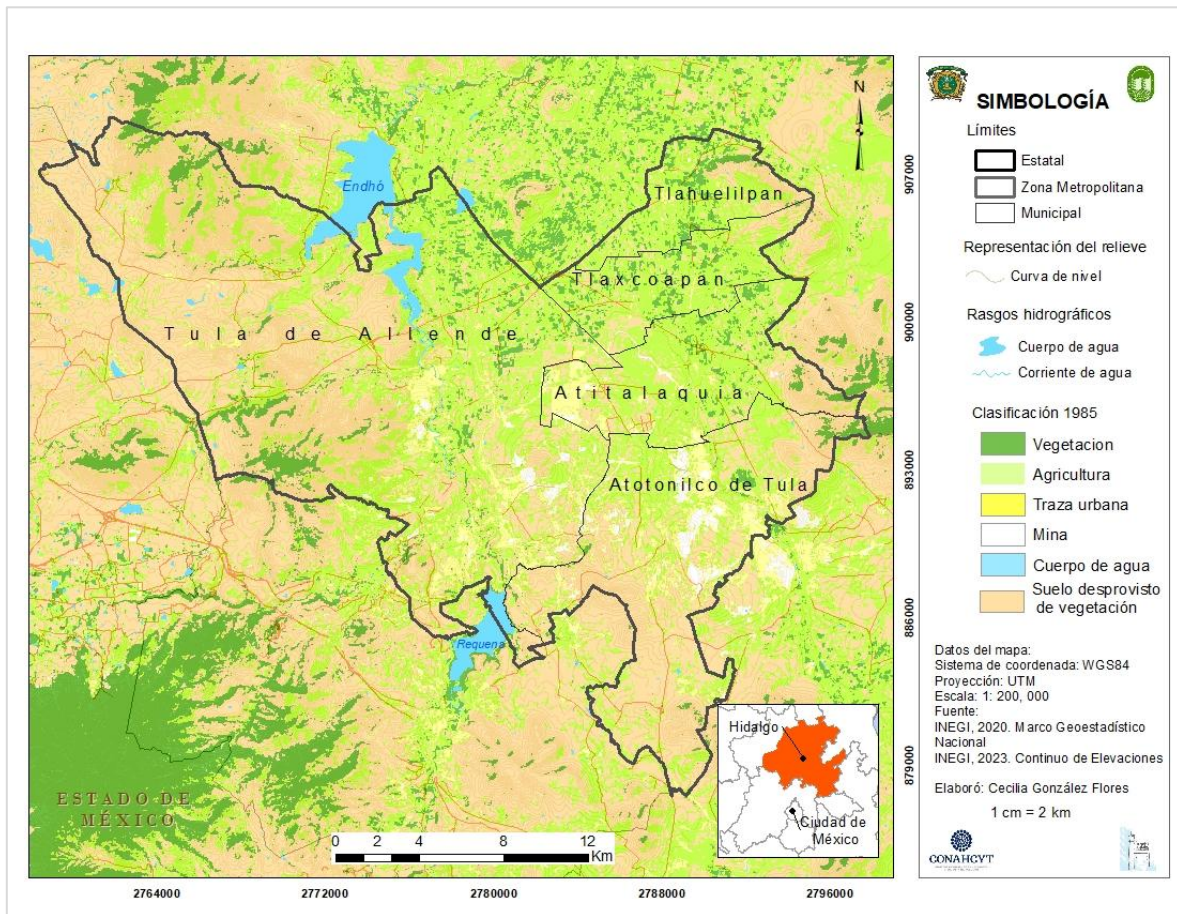 N
Endhó
Tlahuelilpan
Tlaxcoapan
Tula de Allende
Atitalaquia
Atotonilco de Tula
Requena
ESTADO DE
MÉXICO
0 2 4 8 12
Km
Hidalgo
Ciudad de
México
907000
900000
893000
886000
879000
2764000 2772000 2780000 2788000 2796000
SIMBOLOGÍA
Límites
Estatal
Zona Metropolitana
Municipal
Representación del relieve
Curva de nivel
Rasgos hidrográficos
Cuerpo de agua
Corriente de agua
Clasificación 1985
Vegetacion
Agricultura
Traza urbana
Mina
Cuerpo de agua
Suelo desprovisto
de vegetación
Datos del mapa:
Sistema de coordenada: WGS84
Proyección: UTM
Escala: 1: 200, 000
Fuente:
INEGI, 2020. Marco Geoestadístico
Nacional
INEGI, 2023. Continuo de Elevaciones
Elaboró: Cecilia González Flores
1 cm = 2 km
CONAHCYT